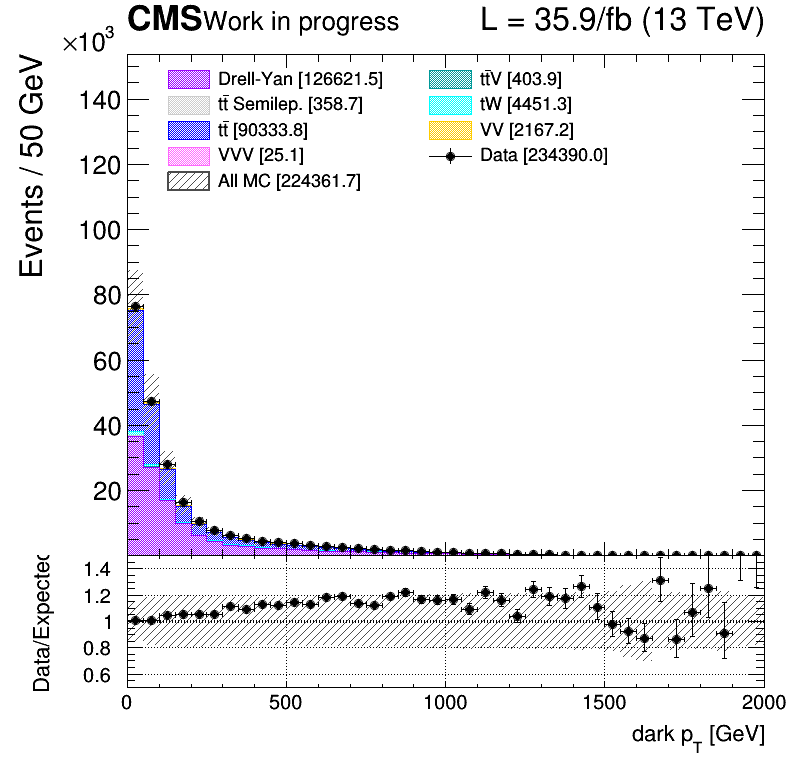 CMS Work in progress L = 35.9/fb (13 TeV)
×10³
Events / 50 GeV
Drell-Yan [126621.5]
tt̄ Semilep. [358.7]
tt̄ [90333.8]
VVV [25.1]
All MC [224361.7]
tt̄V [403.9]
tW [4451.3]
VV [2167.2]
Data [234390.0]
140
120
100
80
60
40
20
Data/Expected
1.4
1.2
1
0.8
0.6
0 500 1000 1500 2000
dark p_T [GeV]